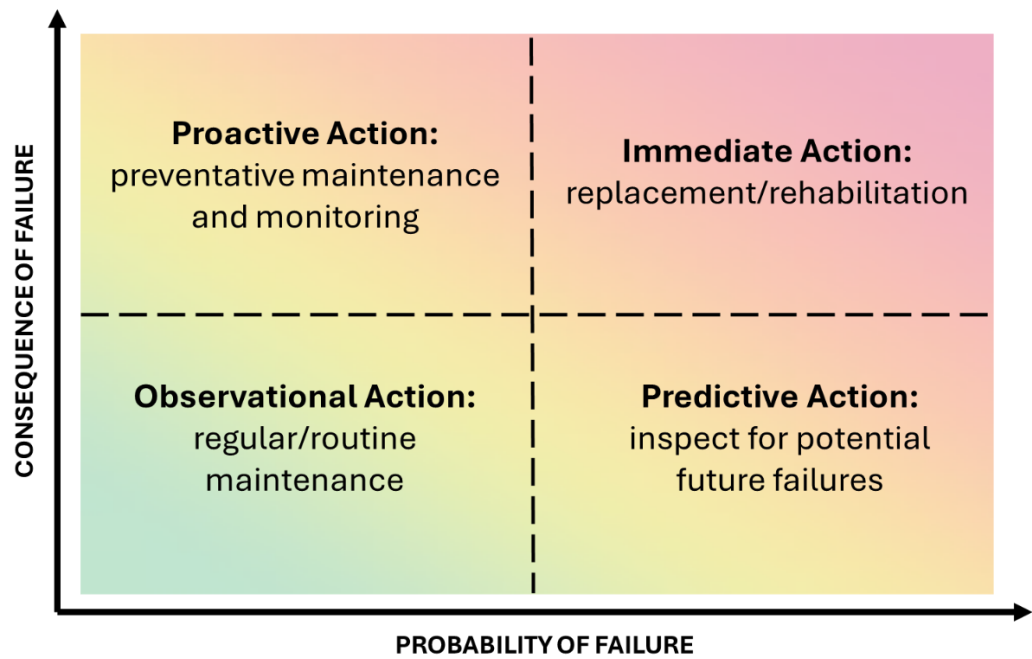 CONSEQUENCE OF FAILURE
Proactive Action:
preventative maintenance
and monitoring
Immediate Action:
replacement/rehabilitation
Observational Action:
regular/routine
maintenance
Predictive Action:
inspect for potential
future failures
PROBABILITY OF FAILURE